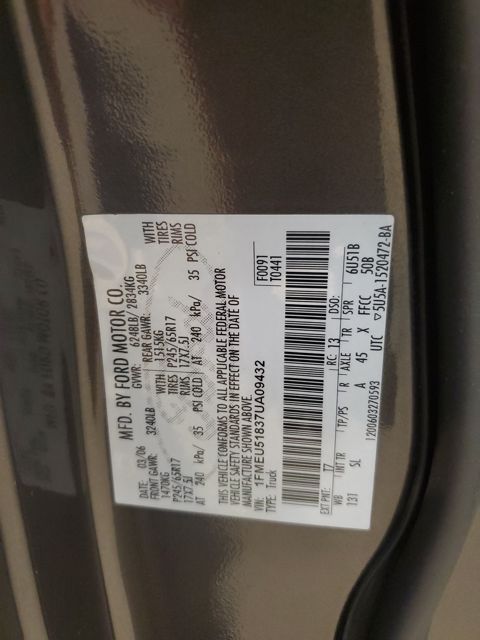 MFD. BY FORD MOTOR CO.
DATE: 03/06 GVWR: 6248LB/ 2834KG
FRONT GAWR: 3240LB REAR GAWR: 3340LB
1470KG 1515KG WITH
P245/65R17 P245/65R17 TIRES
17X7.5J 17X7.5J RIMS
AT 240 kPa/ 35 PSI COLD AT 240 kPa/ 35 PSI COLD
THIS VEHICLE CONFORMS TO ALL APPLICABLE FEDERAL MOTOR
VEHICLE SAFETY STANDARDS IN EFFECT ON THE DATE OF
MANUFACTURE SHOWN ABOVE.
VIN: 1FMEU51837UA09432 F0091
TYPE: Truck T0441
EXT PNT: T7 RC: 13 DSO:
WB INT TR TP/PS R AXLE TR SPR 6U51B
131 SL A 45 X FFCC 50B
UTC
1200603270593 5U5A-1520472-BA
WITH
TIRES
RIMS